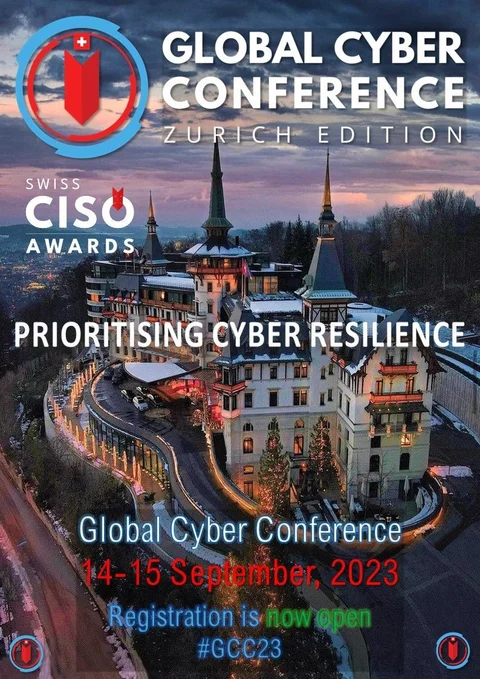 GLOBAL CYBER
CONFERENCE
ZURICH EDITION
SWISS
CISO
AWARDS
PRIORITISING CYBER RESILIENCE
Global Cyber Conference
14-15 September, 2023
Registration is now open
#GCC23